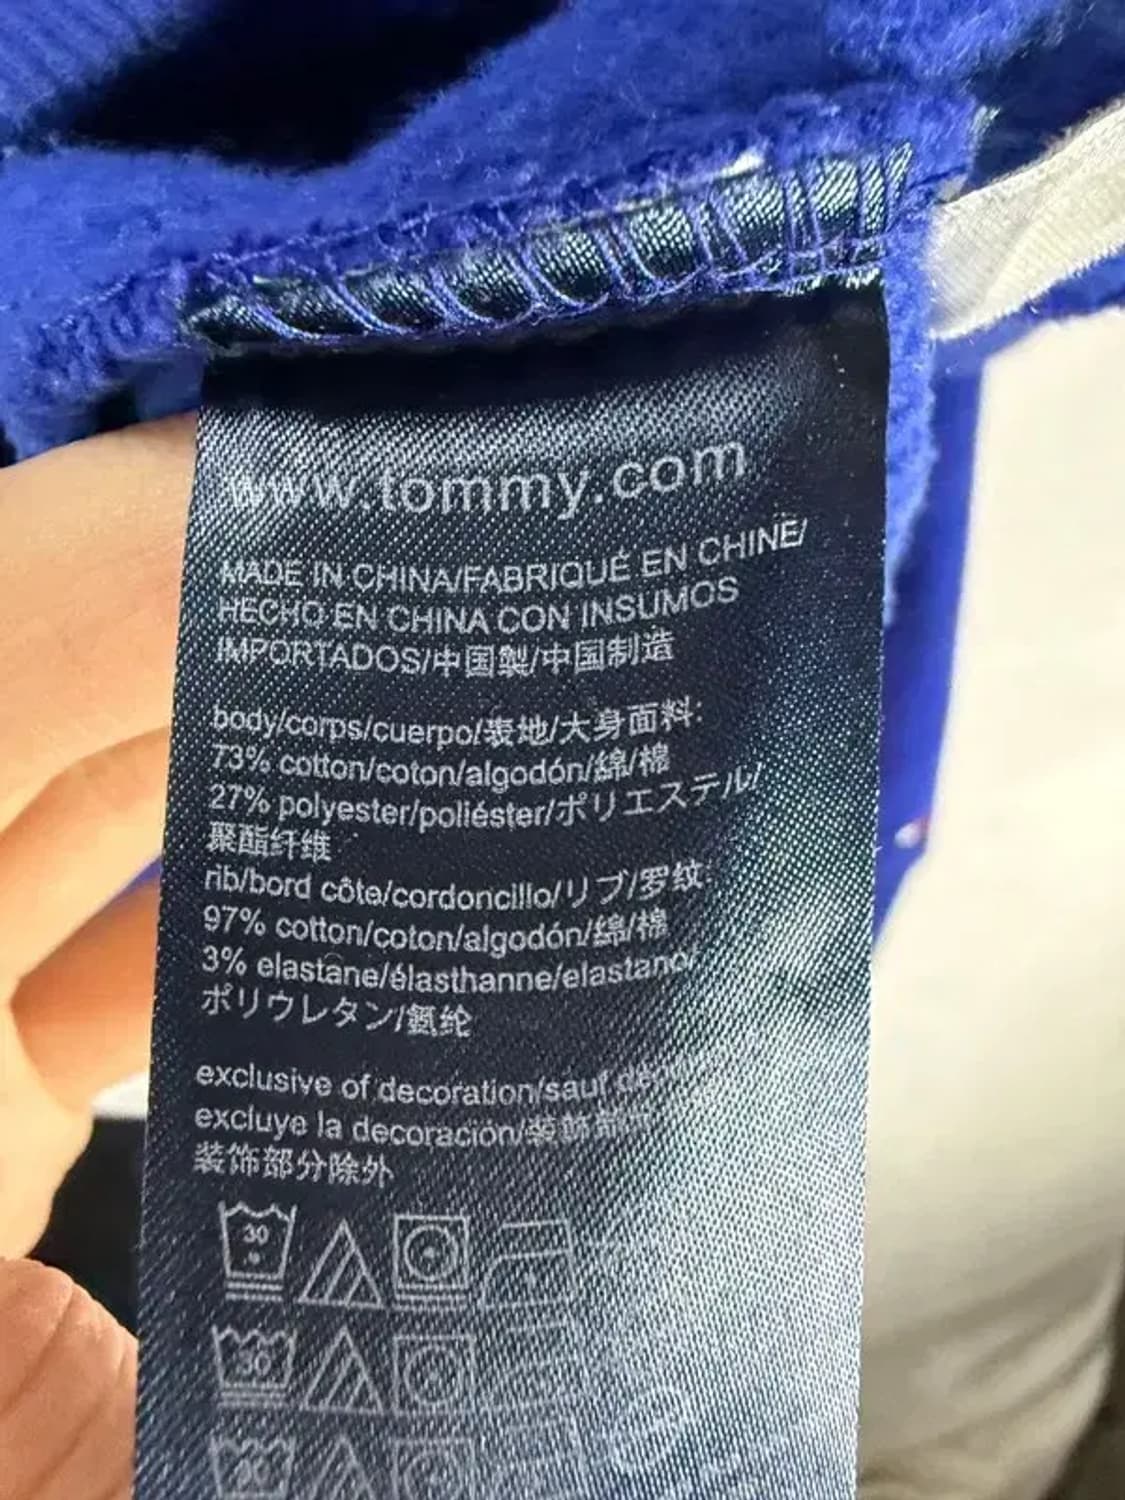 www.tommy.com
MADE IN CHINA/FABRIQUÉ EN CHINE/
HECHO EN CHINA CON INSUMOS
IMPORTADOS/中国製/中国制造
body/corps/cuerpo/表地/大身面料:
73% cotton/coton/algodón/綿/棉
27% polyester/poliéster/ポリエステル/
聚酯纤维
rib/bord côte/cordoncillo/リブ/罗纹:
97% cotton/coton/algodón/綿/棉
3% elastane/élasthanne/elastano/
ポリウレタン/氨纶
exclusive of decoration/sauf
excluye la decoración/
装饰部分除外
30
30
30